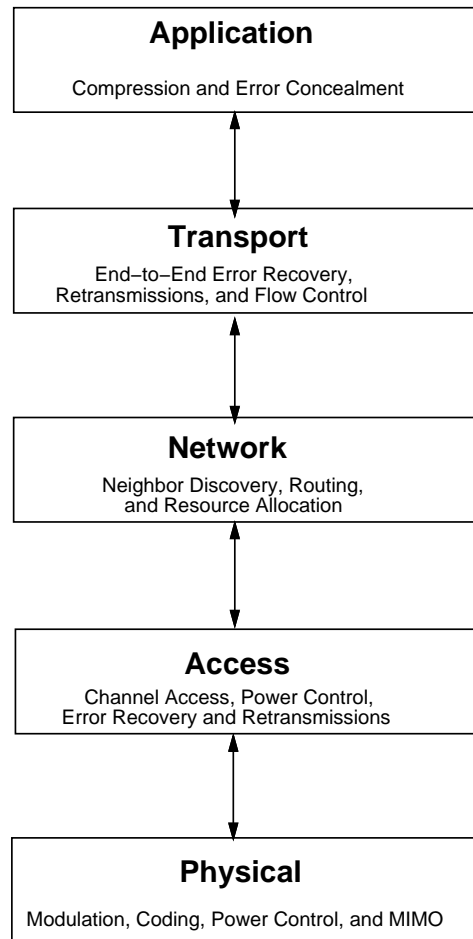 Application
Compression and Error Concealment
Transport
End−to−End Error Recovery,
Retransmissions, and Flow Control
Network
Neighbor Discovery, Routing,
and Resource Allocation
Access
Channel Access, Power Control,
Error Recovery and Retransmissions
Physical
Modulation, Coding, Power Control, and MIMO